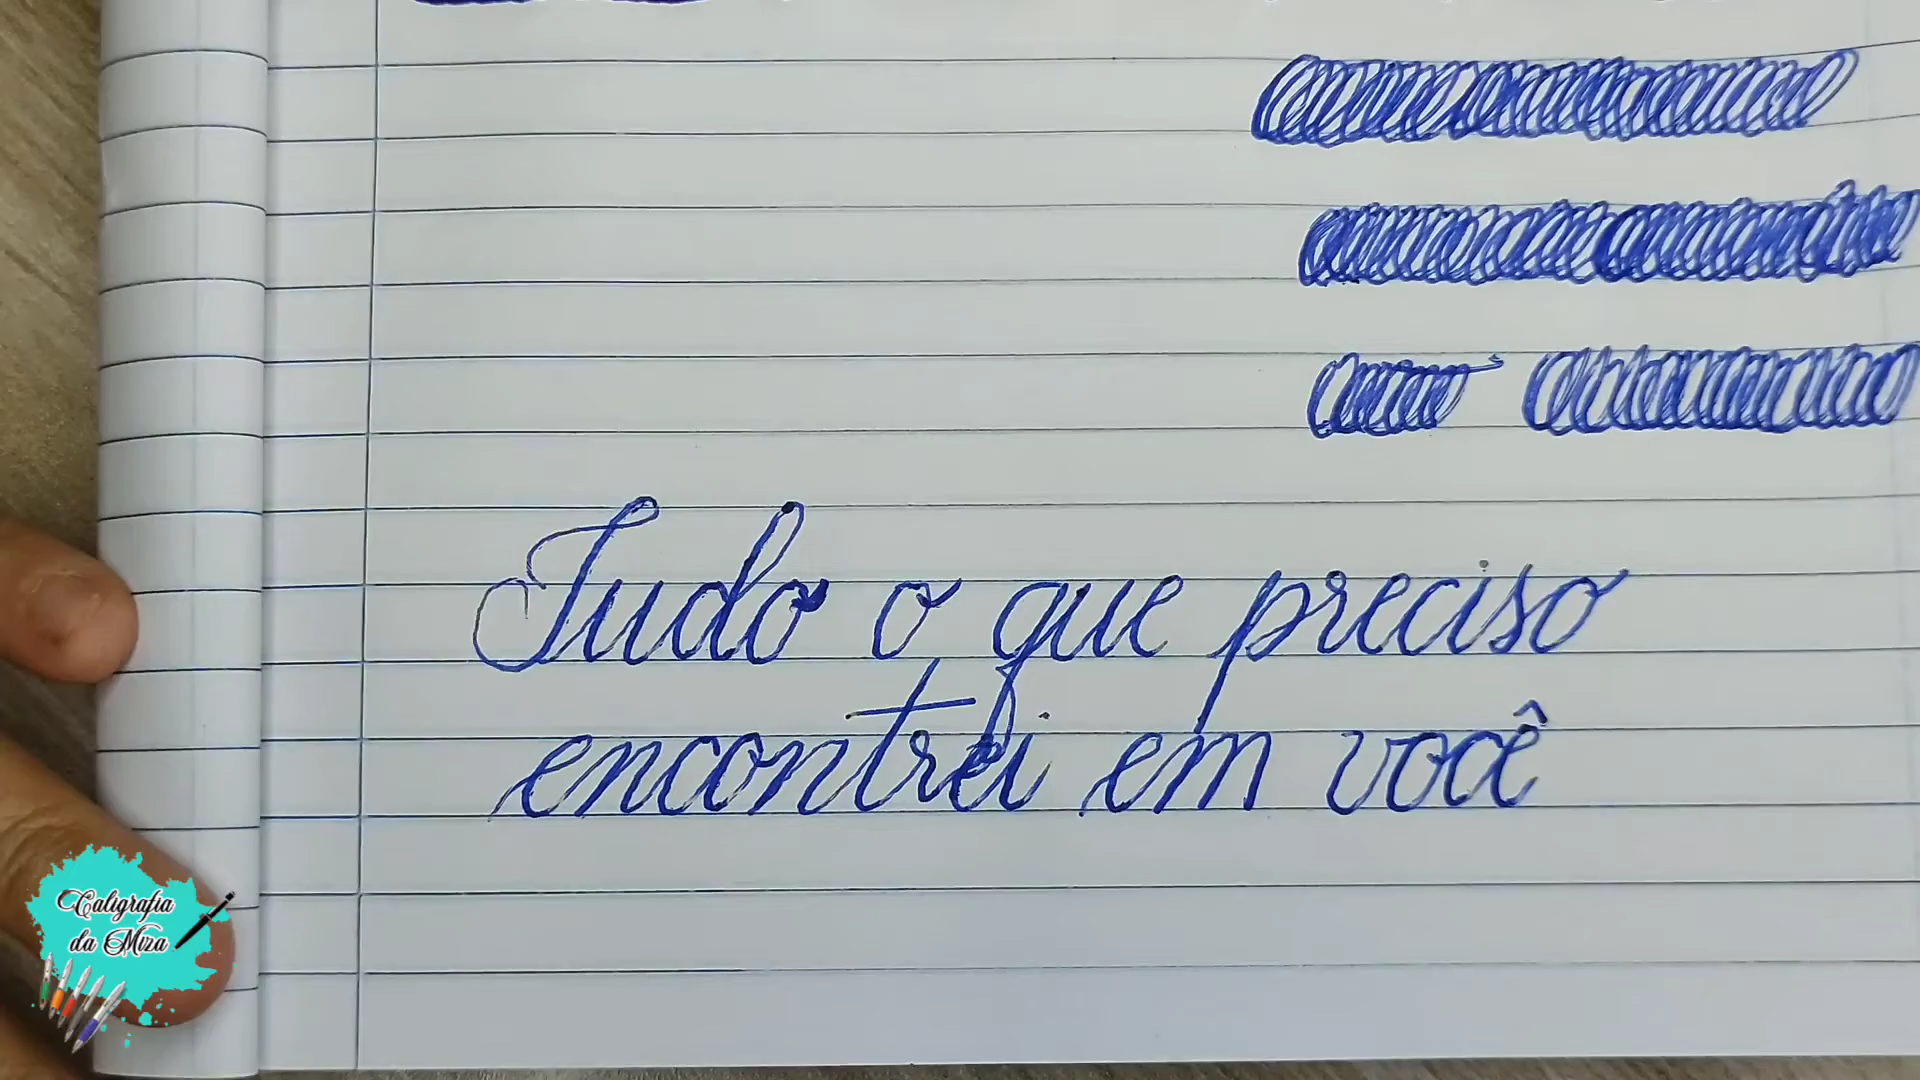 Tudo o que preciso
encontrei em você
Caligrafia
da Miza